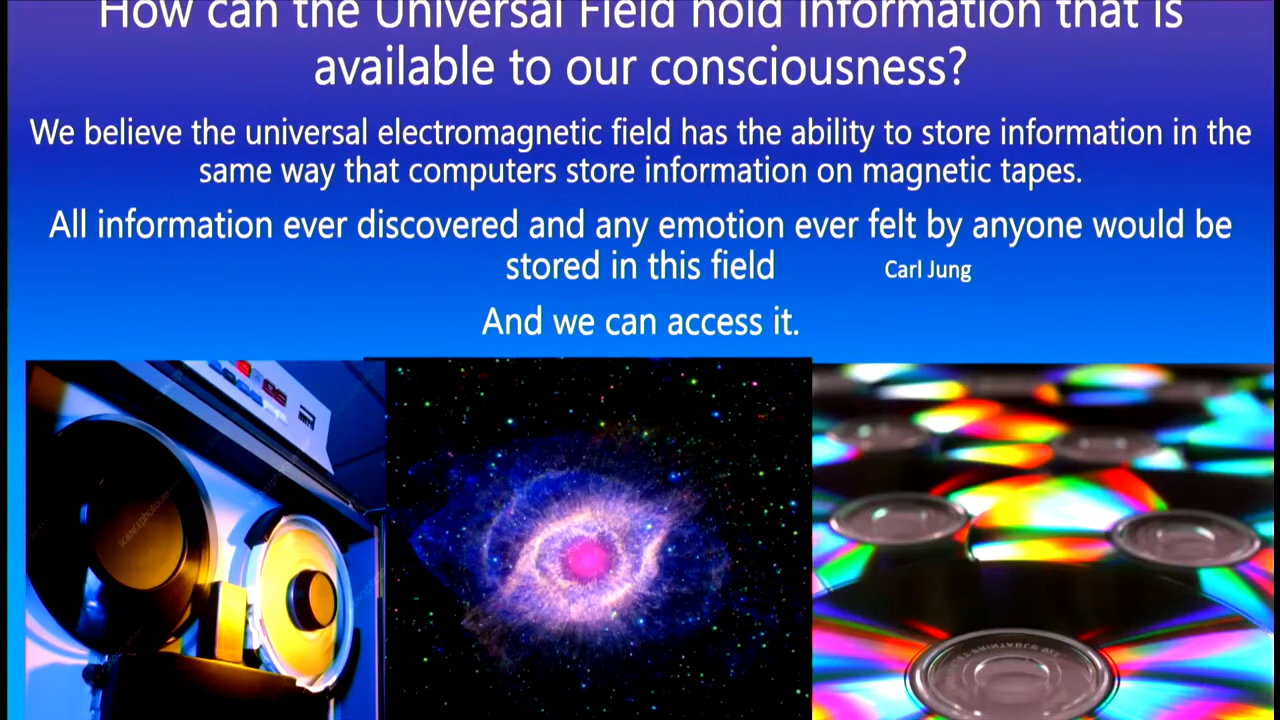 How can the Universal Field hold information that is
available to our consciousness?
We believe the universal electromagnetic field has the ability to store information in the
same way that computers store information on magnetic tapes.
All information ever discovered and any emotion ever felt by anyone would be
stored in this field Carl Jung
And we can access it.